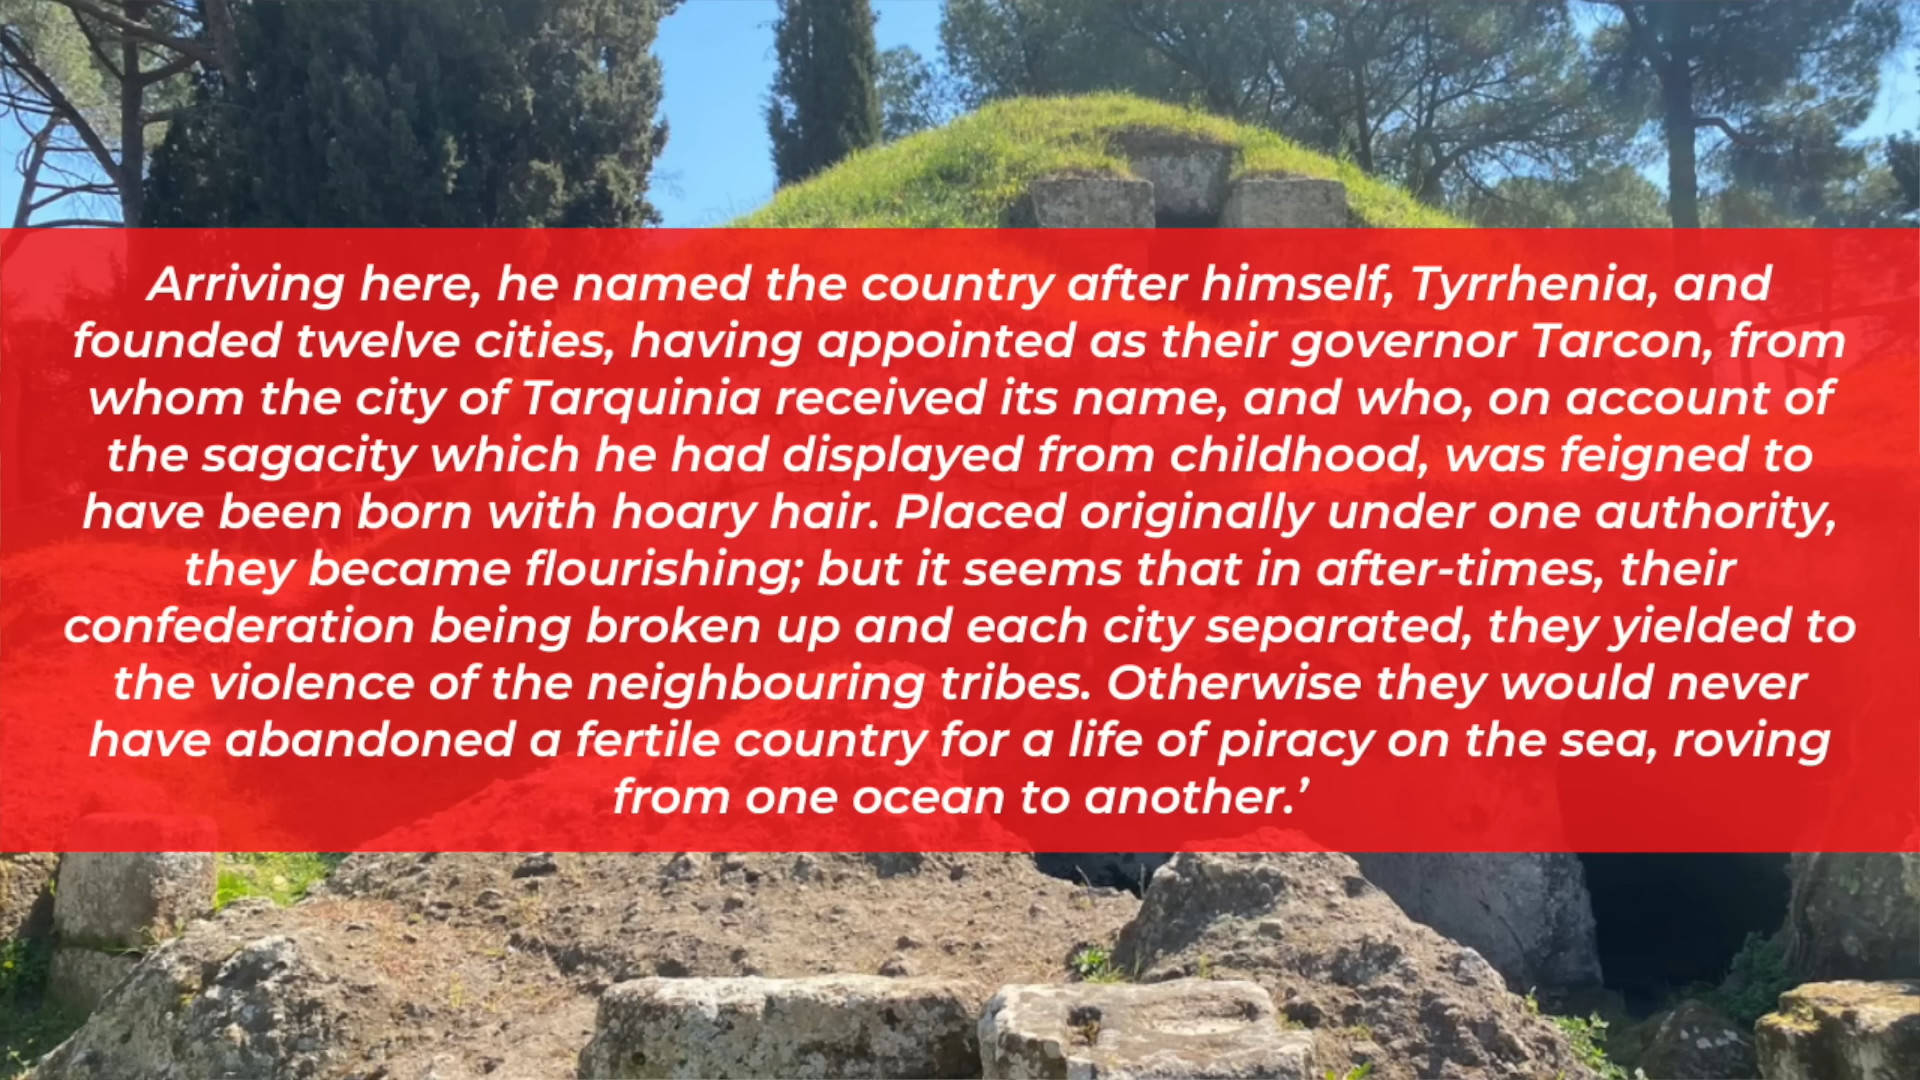 Arriving here, he named the country after himself, Tyrrhenia, and
founded twelve cities, having appointed as their governor Tarcon, from
whom the city of Tarquinia received its name, and who, on account of
the sagacity which he had displayed from childhood, was feigned to
have been born with hoary hair. Placed originally under one authority,
they became flourishing; but it seems that in after-times, their
confederation being broken up and each city separated, they yielded to
the violence of the neighbouring tribes. Otherwise they would never
have abandoned a fertile country for a life of piracy on the sea, roving
from one ocean to another.’